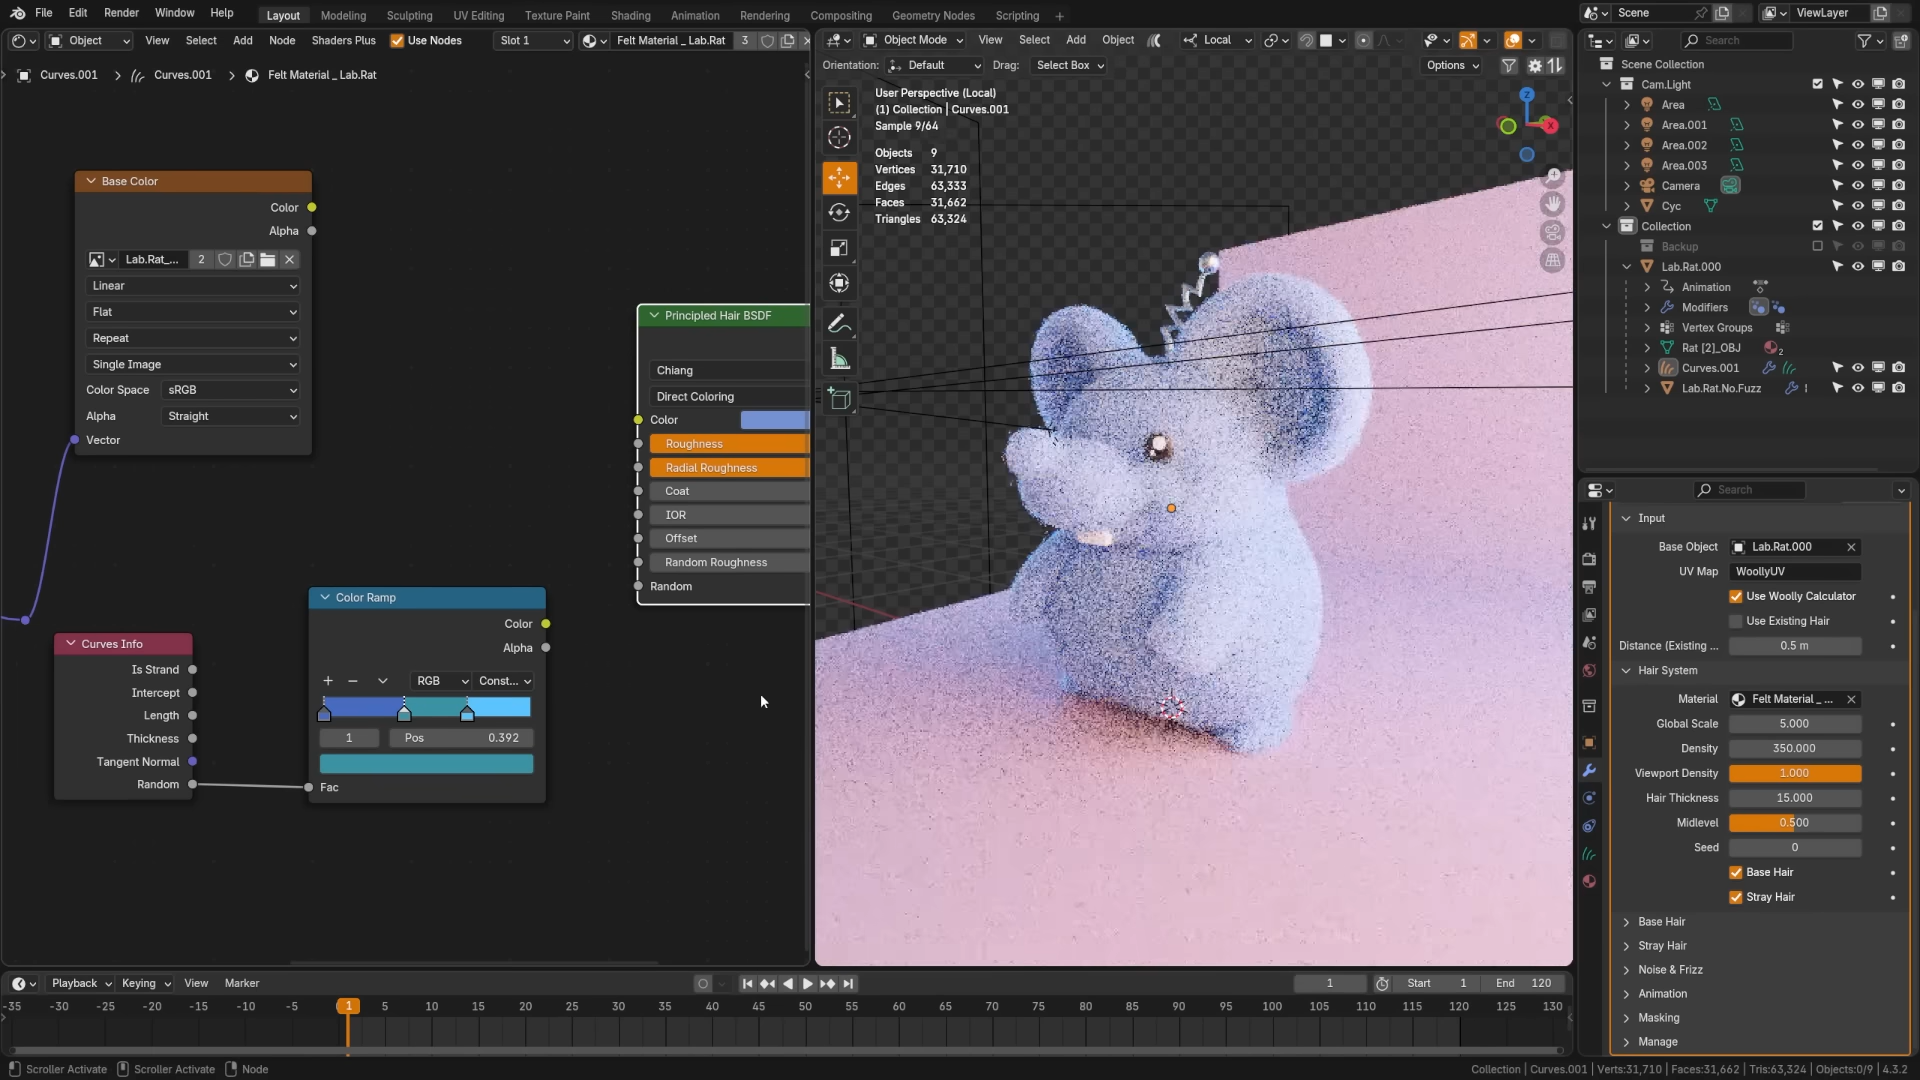 File Edit Render Window Help Layout Modeling Sculpting UV Editing Texture Paint Shading Animation Rendering Compositing Geometry Nodes Scripting + Scene ViewLayer
Object View Select Add Node Shaders Plus Use Nodes Slot 1 Felt Material _ Lab.Rat 3
Object Mode View Select Add Object Local
Search
Orientation: Default Drag: Select Box Options
Curves.001 Curves.001 Felt Material _ Lab.Rat
User Perspective (Local)
(1) Collection | Curves.001
Sample 9/64
Objects 9
Vertices 31,710
Edges 63,333
Faces 31,662
Triangles 63,324
Z
X
Base Color
Color
Alpha
Lab.Rat_... 2
Linear
Flat
Repeat
Single Image
Color Space sRGB
Alpha Straight
Vector
Principled Hair BSDF
Chiang
Direct Coloring
Color
Roughness
Radial Roughness
Coat
IOR
Offset
Random Roughness
Random
Curves Info
Is Strand
Intercept
Length
Thickness
Tangent Normal
Random
Color Ramp
Color
Alpha
RGB Const...
1 Pos 0.392
Fac
Scene Collection
Cam.Light
Area
Area.001
Area.002
Area.003
Camera
Cyc
Collection
Backup
Lab.Rat.000
Animation
Modifiers
Vertex Groups
Rat [2]_OBJ 2
Curves.001
Lab.Rat.No.Fuzz
Search
Input
Base Object Lab.Rat.000
UV Map WoollyUV
Use Woolly Calculator
Use Existing Hair
Distance (Existing ... 0.5 m
Hair System
Material Felt Material _ ...
Global Scale 5.000
Density 350.000
Viewport Density 1.000
Hair Thickness 15.000
Midlevel 0.500
Seed 0
Base Hair
Stray Hair
Base Hair
Stray Hair
Noise & Frizz
Animation
Masking
Manage
Playback Keying View Marker 1 Start 1 End 120
-35 -30 -25 -20 -15 -10 -5 1 5 10 15 20 25 30 35 40 45 50 55 60 65 70 75 80 85 90 95 100 105 110 115 120 125 130
Scroller Activate Scroller Activate Node Collection | Curves.001 | Verts:31,710 | Faces:31,662 | Tris:63,324 | Objects:0/9 | 4.3.2